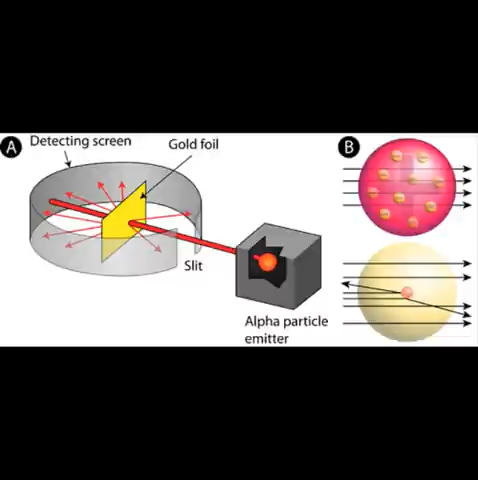 A
Detecting screen
Gold foil
B
Slit
Alpha particle
emitter